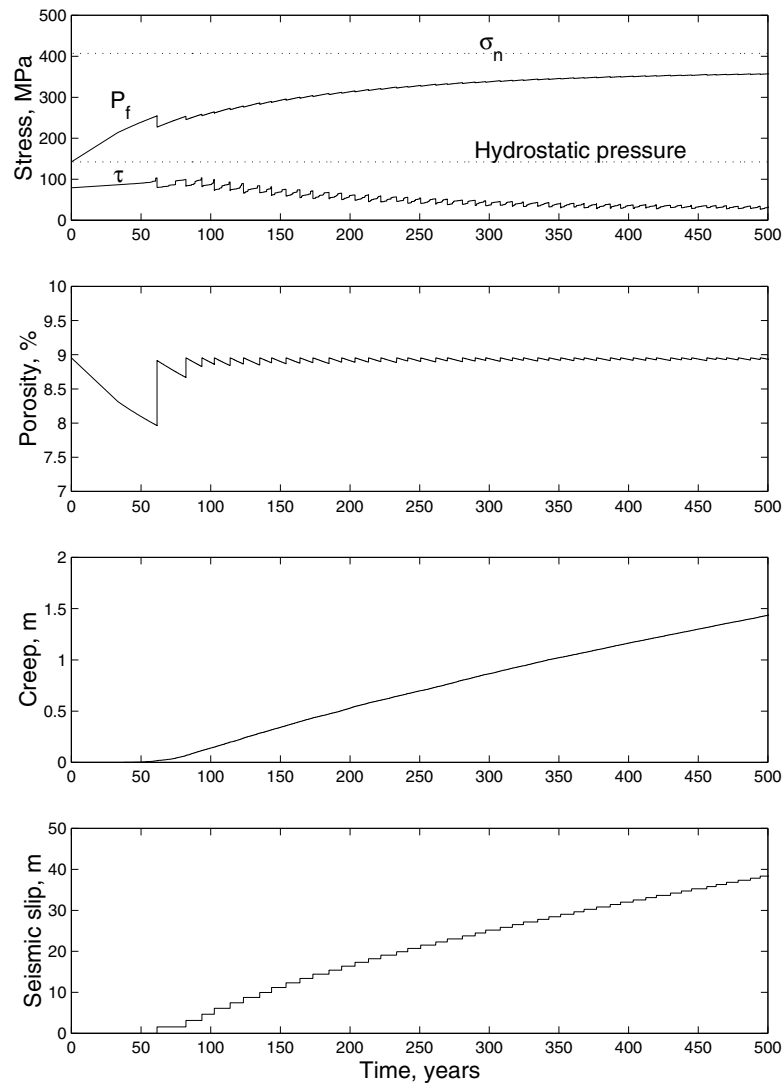 500
400
300
200
100
0
Stress, MPa
σn
Pf
Hydrostatic pressure
τ
0 50 100 150 200 250 300 350 400 450 500
10
9.5
9
8.5
8
7.5
7
Porosity, %
0 50 100 150 200 250 300 350 400 450 500
2
1.5
1
0.5
0
Creep, m
0 50 100 150 200 250 300 350 400 450 500
50
40
30
20
10
0
Seismic slip, m
0 50 100 150 200 250 300 350 400 450 500
Time, years